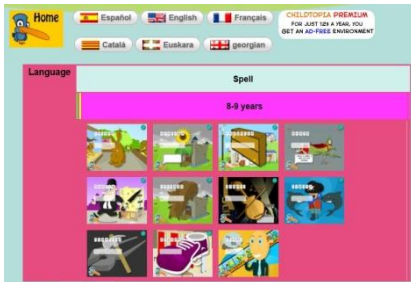 Home
Español
English
Français
Català
Euskara
georgian
CHILDTOPIA PREMIUM
FOR JUST 12$ A YEAR, YOU
GET AN AD-FREE ENVIRONMENT
Language
Spell
8-9 years